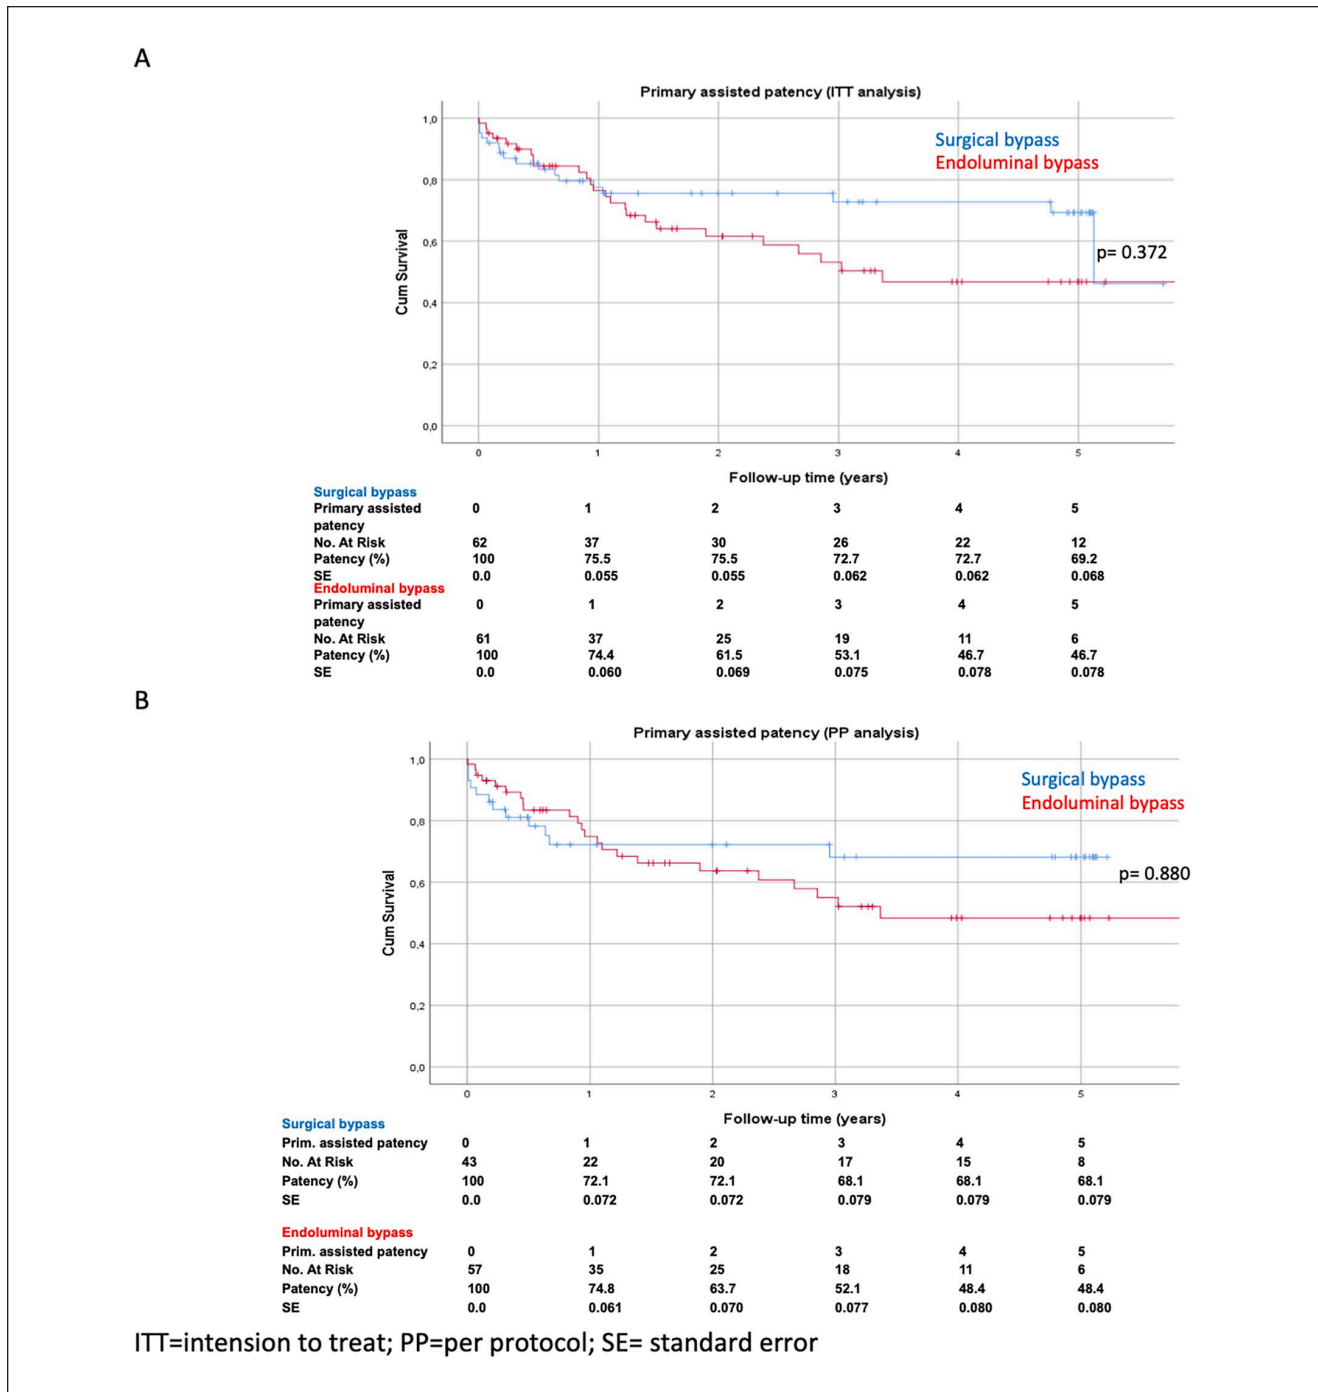 A
Primary assisted patency (ITT analysis)
Surgical bypass
Endoluminal bypass
p= 0.372
Cum Survival
1,0
0,8
0,6
0,4
0,2
0,0
0 1 2 3 4 5
Follow-up time (years)
Surgical bypass
Primary assisted 0 1 2 3 4 5
patency
No. At Risk 62 37 30 26 22 12
Patency (%) 100 75.5 75.5 72.7 72.7 69.2
SE 0.0 0.055 0.055 0.062 0.062 0.068
Endoluminal bypass
Primary assisted 0 1 2 3 4 5
patency
No. At Risk 61 37 25 19 11 6
Patency (%) 100 74.4 61.5 53.1 46.7 46.7
SE 0.0 0.060 0.069 0.075 0.078 0.078
B
Primary assisted patency (PP analysis)
Surgical bypass
Endoluminal bypass
p= 0.880
Cum Survival
1,0
0,8
0,6
0,4
0,2
0,0
0 1 2 3 4 5
Follow-up time (years)
Surgical bypass
Prim. assisted patency 0 1 2 3 4 5
No. At Risk 43 22 20 17 15 8
Patency (%) 100 72.1 72.1 68.1 68.1 68.1
SE 0.0 0.072 0.072 0.079 0.079 0.079
Endoluminal bypass
Prim. assisted patency 0 1 2 3 4 5
No. At Risk 57 35 25 18 11 6
Patency (%) 100 74.8 63.7 52.1 48.4 48.4
SE 0.0 0.061 0.070 0.077 0.080 0.080
ITT=intension to treat; PP=per protocol; SE= standard error